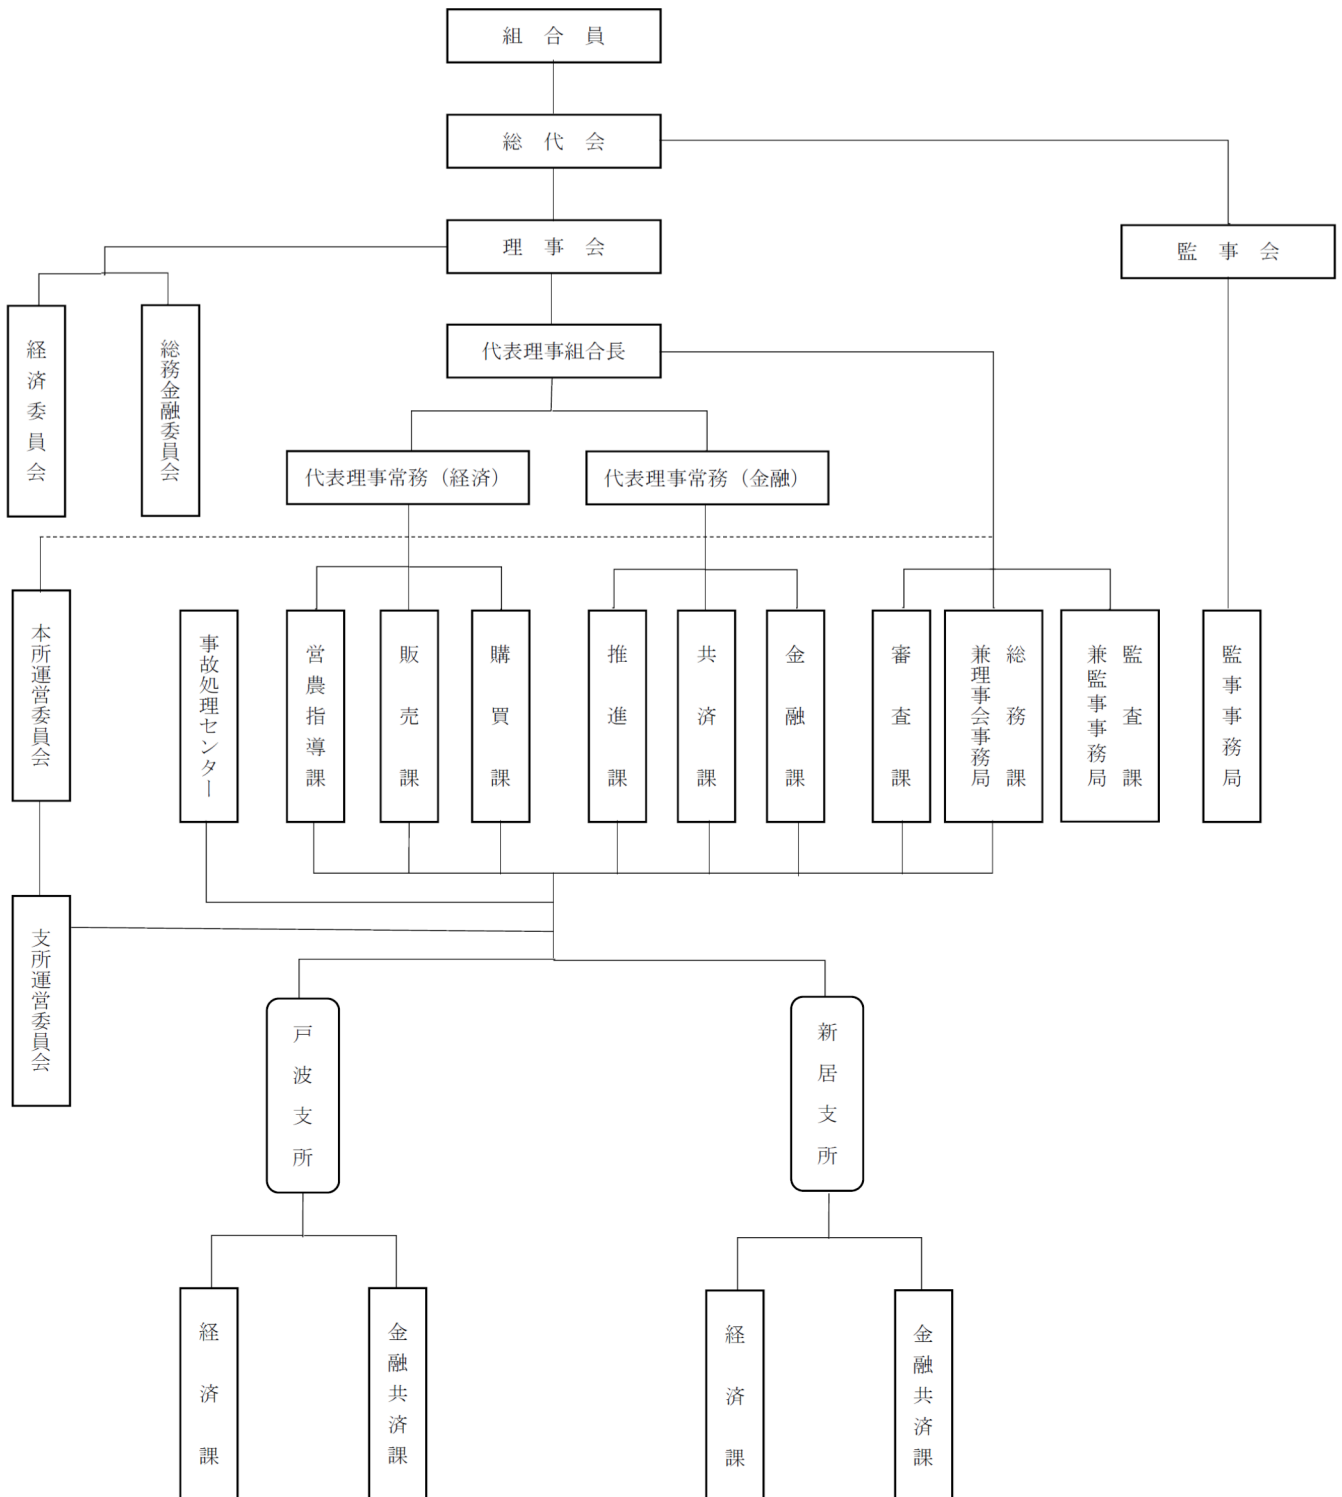 組 合 員
総 代 会
理 事 会
監 事 会
経済委員会
総務金融委員会
代表理事組合長
代表理事常務（経済）
代表理事常務（金融）
本所運営委員会
事故処理センター
営農指導課
販売課
購買課
推進課
共済課
金融課
審査課
総務課
兼理事会事務局
監査課
兼監事事務局
監事事務局
支所運営委員会
戸波支所
新居支所
経済課
金融共済課
経済課
金融共済課